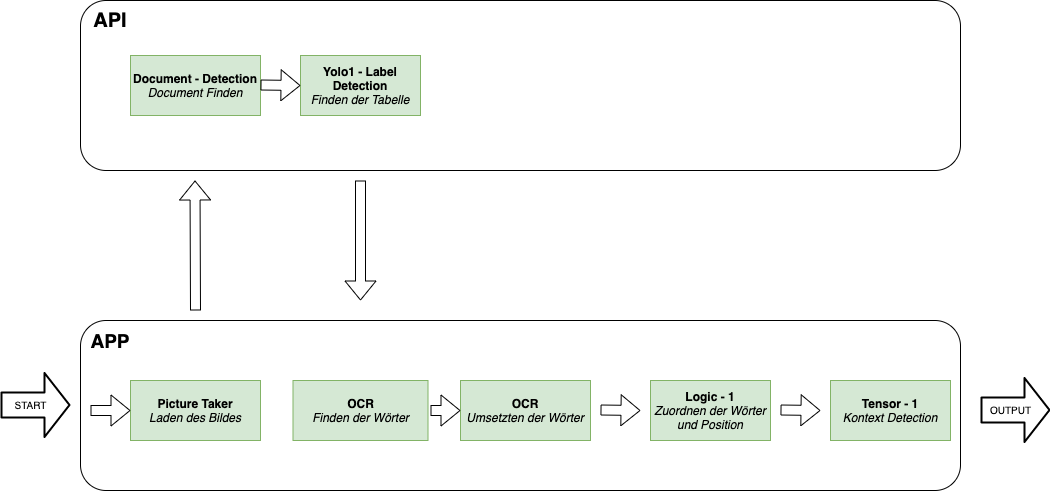 API
Document - Detection
Document Finden
Yolo1 - Label
Detection
Finden der Tabelle
APP
START
Picture Taker
Laden des Bildes
OCR
Finden der Wörter
OCR
Umsetzten der Wörter
Logic - 1
Zuordnen der Wörter
und Position
Tensor - 1
Kontext Detection
OUTPUT